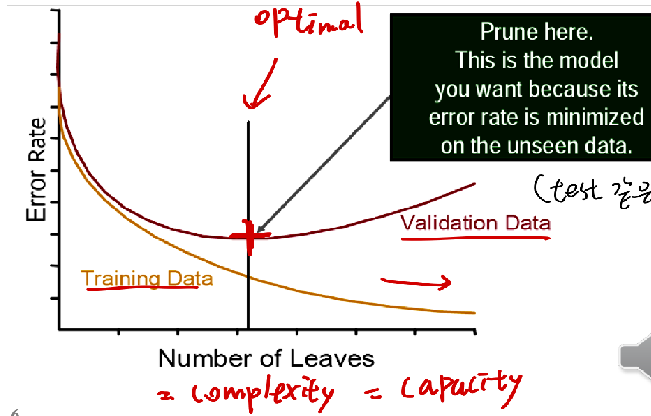 optimal
Prune here.
This is the model
you want because its
error rate is minimized
on the unseen data.
(test 같은
Error Rate
Validation Data
Training Data
Number of Leaves
= complexity = capacity
6